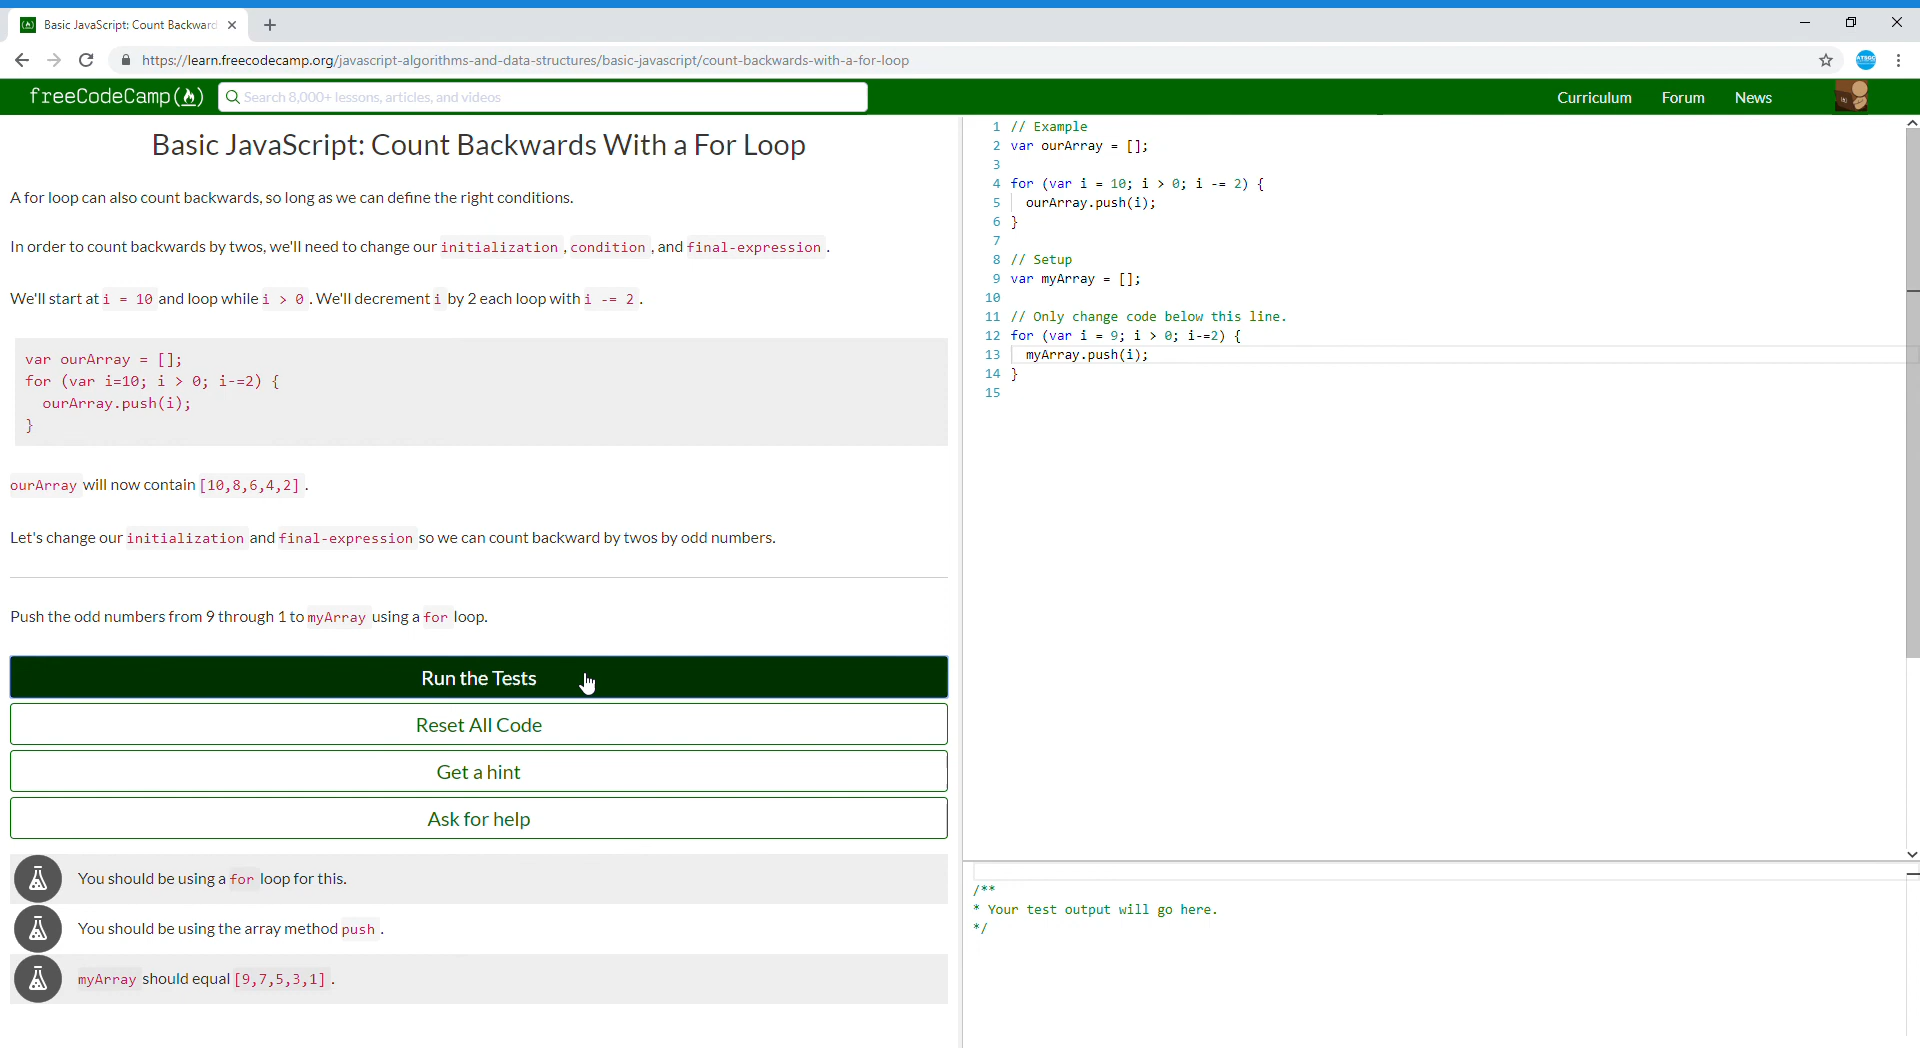 Basic JavaScript: Count Backward
https://learn.freecodecamp.org/javascript-algorithms-and-data-structures/basic-javascript/count-backwards-with-a-for-loop
freeCodeCamp
Search 8,000+ lessons, articles, and videos
Curriculum Forum News
Basic JavaScript: Count Backwards With a For Loop
A for loop can also count backwards, so long as we can define the right conditions.
In order to count backwards by twos, we'll need to change our initialization , condition , and final-expression .
We'll start at i = 10 and loop while i > 0 . We'll decrement i by 2 each loop with i -= 2 .
var ourArray = [];
for (var i=10; i > 0; i-=2) {
ourArray.push(i);
}
ourArray will now contain [10,8,6,4,2] .
Let's change our initialization and final-expression so we can count backward by twos by odd numbers.
Push the odd numbers from 9 through 1 to myArray using a for loop.
Run the Tests
Reset All Code
Get a hint
Ask for help
You should be using a for loop for this.
You should be using the array method push .
myArray should equal [9,7,5,3,1] .
1 // Example
2 var ourArray = [];
3
4 for (var i = 10; i > 0; i -= 2) {
5 ourArray.push(i);
6 }
7
8 // Setup
9 var myArray = [];
10
11 // Only change code below this line.
12 for (var i = 9; i > 0; i-=2) {
13 myArray.push(i);
14 }
15
/**
* Your test output will go here.
*/